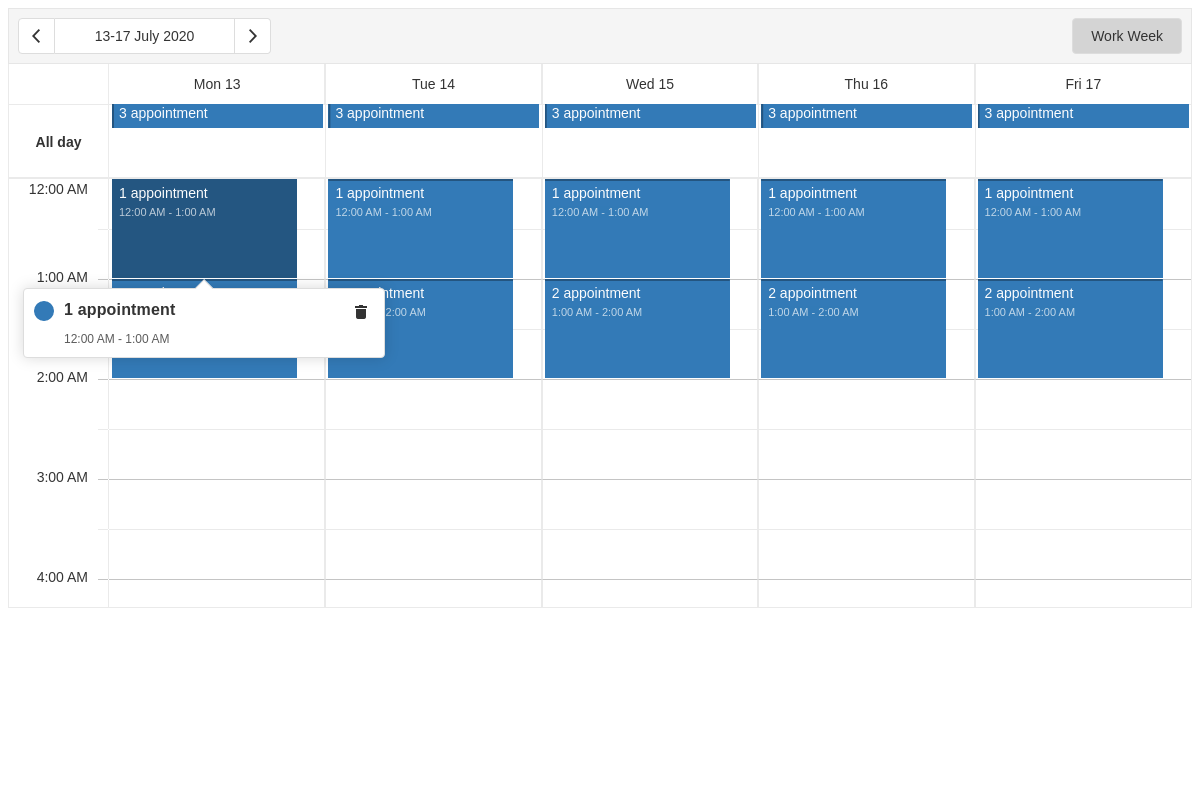 13-17 July 2020
Work Week
Mon 13
Tue 14
Wed 15
Thu 16
Fri 17
All day
3 appointment
3 appointment
3 appointment
3 appointment
3 appointment
12:00 AM
1 appointment
12:00 AM - 1:00 AM
1 appointment
12:00 AM - 1:00 AM
1 appointment
12:00 AM - 1:00 AM
1 appointment
12:00 AM - 1:00 AM
1 appointment
12:00 AM - 1:00 AM
1:00 AM
1 appointment
12:00 AM - 1:00 AM
2:00 AM
2 appointment
1:00 AM - 2:00 AM
2 appointment
1:00 AM - 2:00 AM
2 appointment
1:00 AM - 2:00 AM
2:00 AM
3:00 AM
4:00 AM